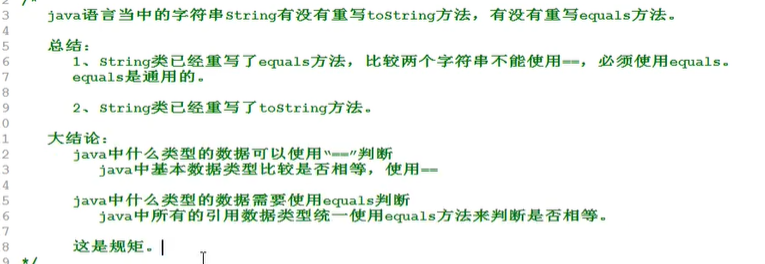 /*
3 java语言当中的字符串String有没有重写toString方法，有没有重写equals方法。
4
5 总结：
6 1、String类已经重写了equals方法，比较两个字符串不能使用==，必须使用equals。
7 equals是通用的。
8
9 2、String类已经重写了toString方法。
0
1 大结论：
2 java中什么类型的数据可以使用“==”判断
3 java中基本数据类型比较是否相等，使用==
4
5 java中什么类型的数据需要使用equals判断
6 java中所有的引用数据类型统一使用equals方法来判断是否相等。
7
8 这是规矩。
9 */